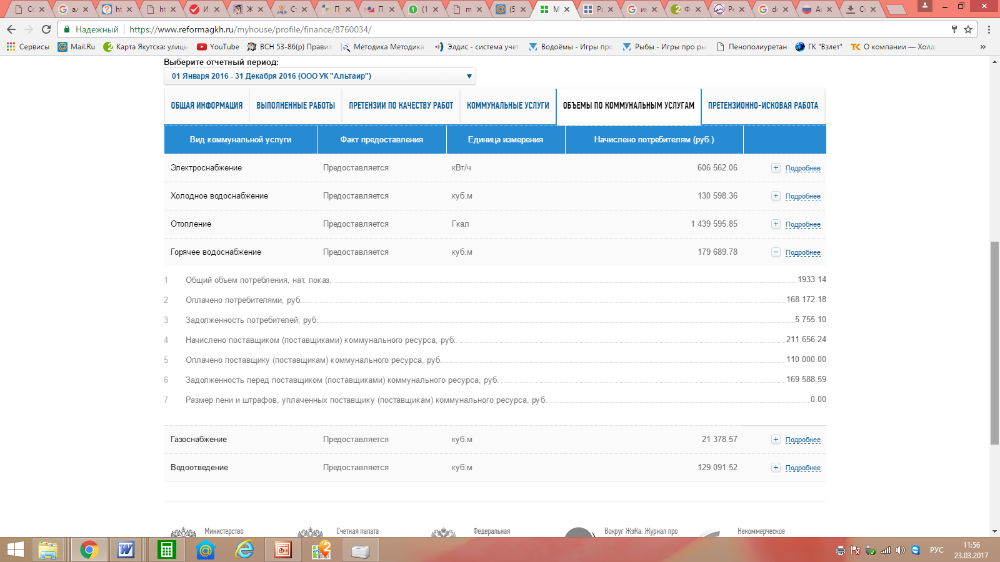 Надежный https://www.reformagkh.ru/myhouse/profile/finance/8760034/
Сервисы Mail.Ru Карта Якутска: улицы YouTube ВСН 53-86(р) Правил Методика Методика Элдис - система учет Водоёмы - Игры про Рыбы - Игры про ры Пенополиуретан ГК "Взлет" О компании — Холд »
Выберите отчетный период:
01 Января 2016 - 31 Декабря 2016 (ООО УК "Альтаир")
ОБЩАЯ ИНФОРМАЦИЯ ВЫПОЛНЕННЫЕ РАБОТЫ ПРЕТЕНЗИИ ПО КАЧЕСТВУ РАБОТ КОММУНАЛЬНЫЕ УСЛУГИ ОБЪЕМЫ ПО КОММУНАЛЬНЫМ УСЛУГАМ ПРЕТЕНЗИОННО-ИСКОВАЯ РАБОТА
Вид коммунальной услуги Факт предоставления Единица измерения Начислено потребителям (руб.)
Электроснабжение Предоставляется кВт/ч 606 562.06 Подробнее
Холодное водоснабжение Предоставляется куб.м 130 598.36 Подробнее
Отопление Предоставляется Гкал 1 439 595.85 Подробнее
Горячее водоснабжение Предоставляется куб.м 179 689.78 Подробнее
1 Общий объем потребления, нат. показ. 1933.14
2 Оплачено потребителями, руб. 168 172.18
3 Задолженность потребителей, руб. 5 755.10
4 Начислено поставщиком (поставщиками) коммунального ресурса, руб. 211 656.24
5 Оплачено поставщику (поставщикам) коммунального ресурса, руб. 110 000.00
6 Задолженность перед поставщиком (поставщиками) коммунального ресурса, руб. 169 588.59
7 Размер пени и штрафов, уплаченных поставщику (поставщикам) коммунального ресурса, руб. 0.00
Газоснабжение Предоставляется куб.м 21 378.57 Подробнее
Водоотведение Предоставляется куб.м 129 091.52 Подробнее
Министерство Счетная палата Федеральная Вокруг ЖэКа: Журнал про Некоммерческое
РУС 11:56
23.03.2017